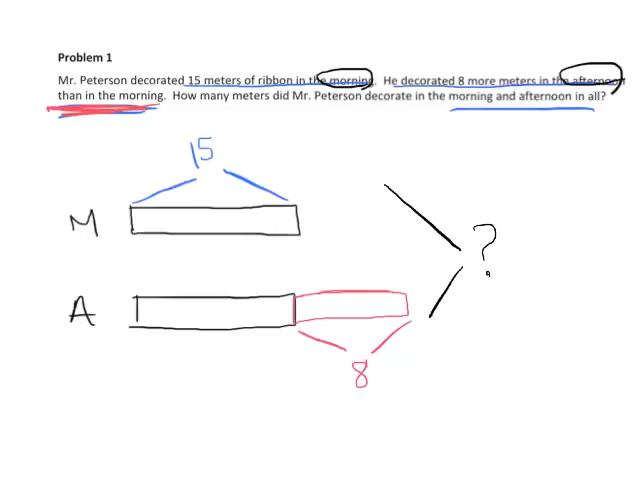 Problem 1
Mr. Peterson decorated 15 meters of ribbon in the morning. He decorated 8 more meters in the afternoon
than in the morning. How many meters did Mr. Peterson decorate in the morning and afternoon in all?
15
M
?
A
8